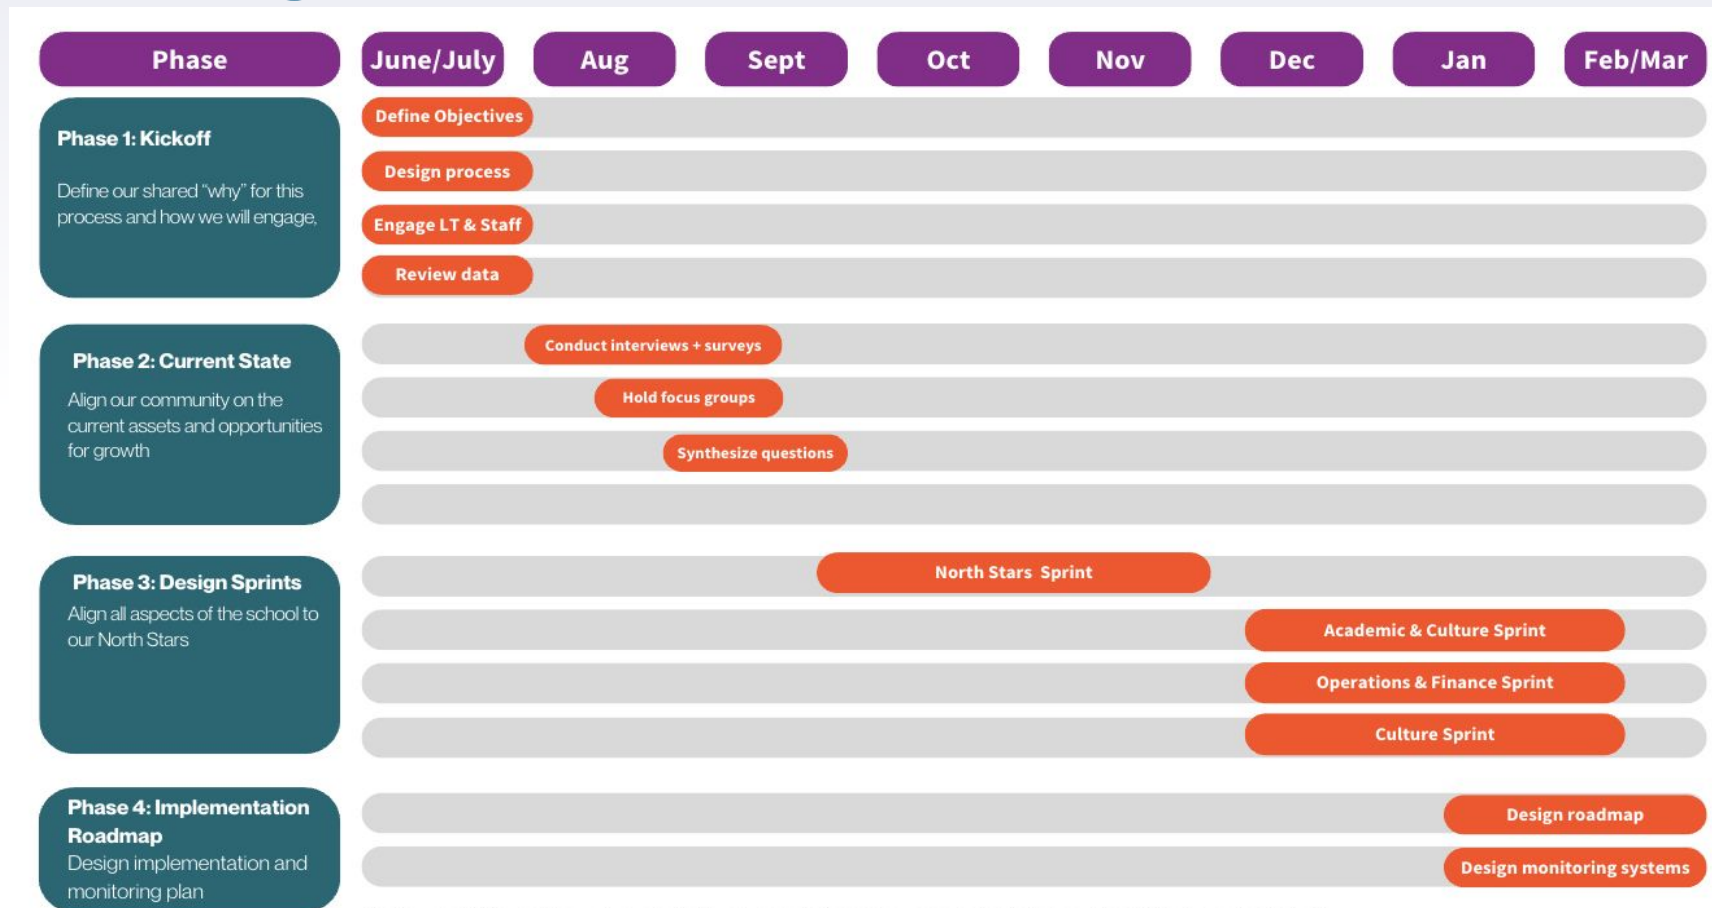 Phase
June/July
Aug
Sept
Oct
Nov
Dec
Jan
Feb/Mar
Phase 1: Kickoff
Define our shared “why” for this
process and how we will engage,
Define Objectives
Design process
Engage LT & Staff
Review data
Phase 2: Current State
Align our community on the
current assets and opportunities
for growth
Conduct interviews + surveys
Hold focus groups
Synthesize questions
Phase 3: Design Sprints
Align all aspects of the school to
our North Stars
North Stars Sprint
Academic & Culture Sprint
Operations & Finance Sprint
Culture Sprint
Phase 4: Implementation
Roadmap
Design implementation and
monitoring plan
Design roadmap
Design monitoring systems